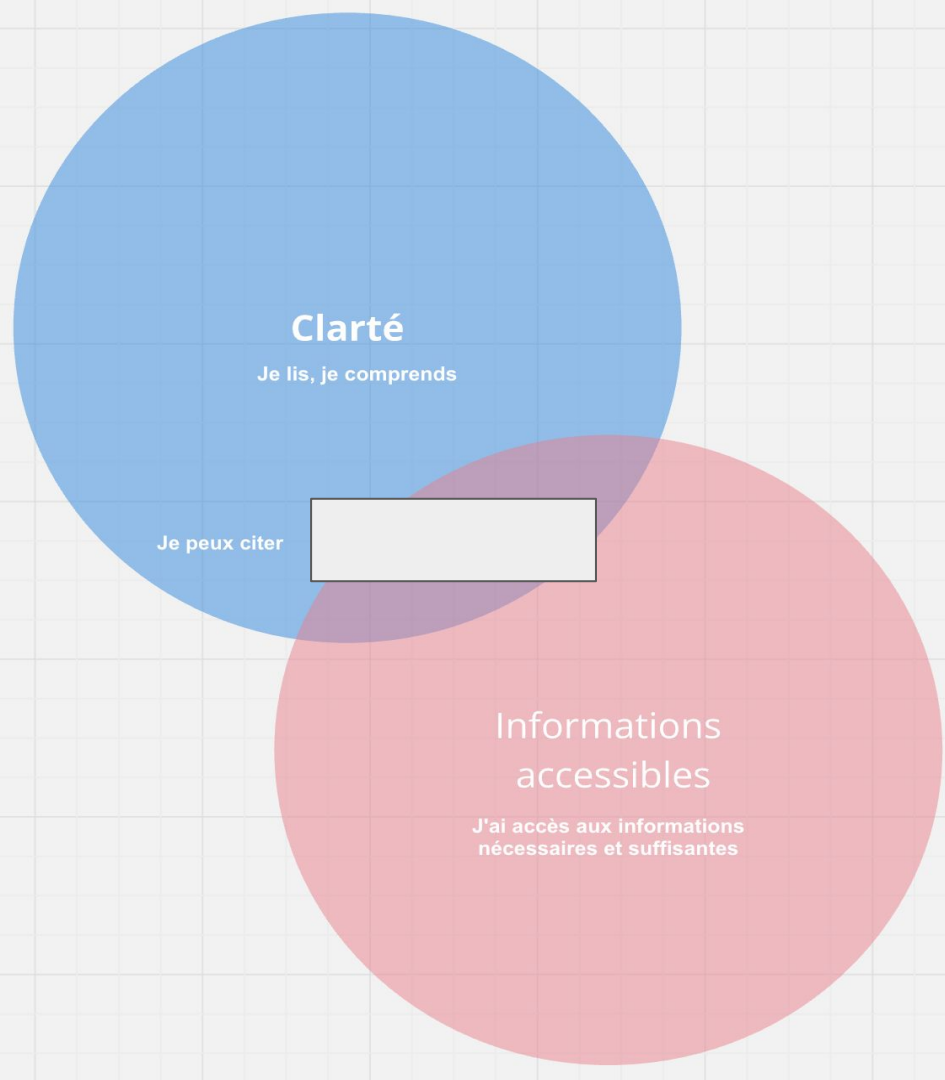 Clarté
Je lis, je comprends
Je peux citer
Informations
accessibles
J'ai accès aux informations
nécessaires et suffisantes